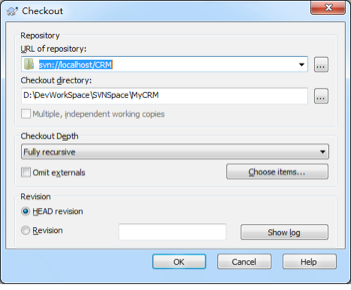 Checkout
Repository
URL of repository:
svn://localhost/CRM
...
Checkout directory:
D:\DevWorkSpace\SVNSpace\MyCRM
...
Multiple, independent working copies
Checkout Depth
Fully recursive
Omit externals
Choose items...
Revision
HEAD revision
Revision
Show log
OK
Cancel
Help